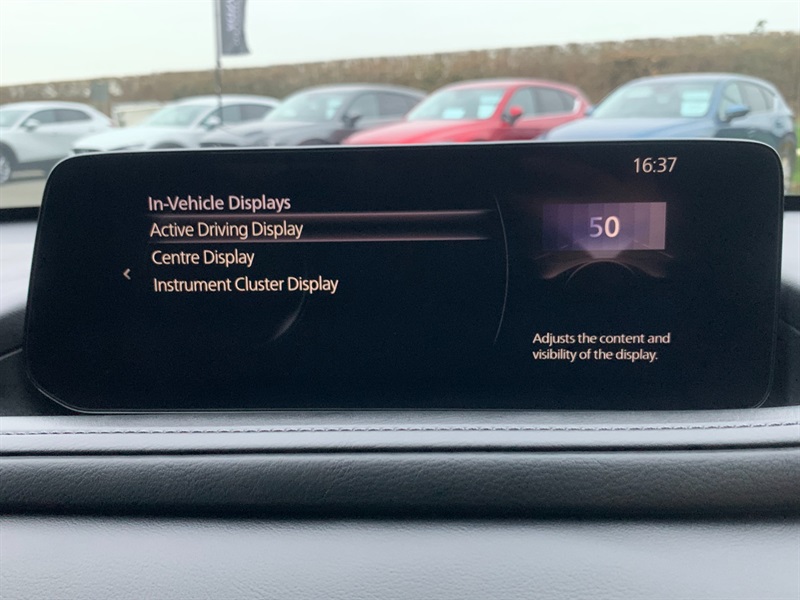 16:37
In-Vehicle Displays
Active Driving Display
Centre Display
Instrument Cluster Display
50
Adjusts the content and
visibility of the display.